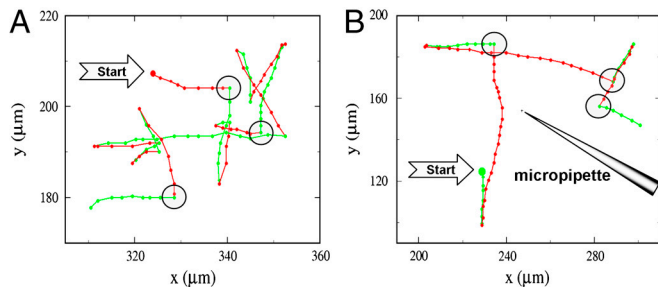 A
B
Start
Start
micropipette
220
200
180
y (μm)
320
340
360
x (μm)
200
160
120
y (μm)
200
240
280
x (μm)